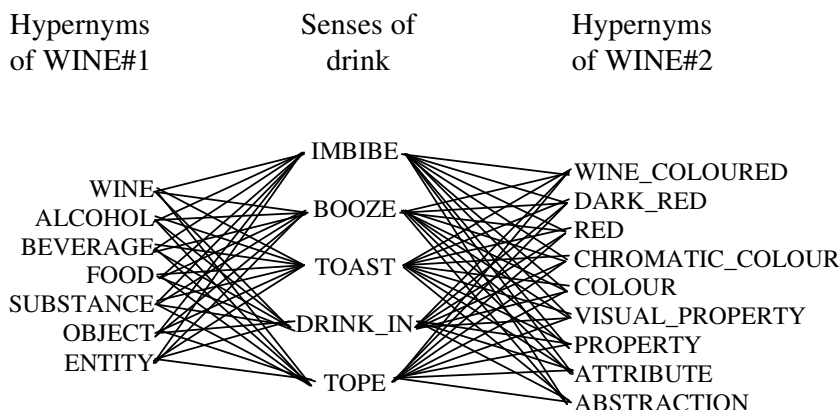 Hypernyms
of WINE#1
Senses of
drink
Hypernyms
of WINE#2
WINE
ALCOHOL
BEVERAGE
FOOD
SUBSTANCE
OBJECT
ENTITY
IMBIBE
BOOZE
TOAST
DRINK_IN
TOPE
WINE_COLOURED
DARK_RED
RED
CHROMATIC_COLOUR
COLOUR
VISUAL_PROPERTY
PROPERTY
ATTRIBUTE
ABSTRACTION